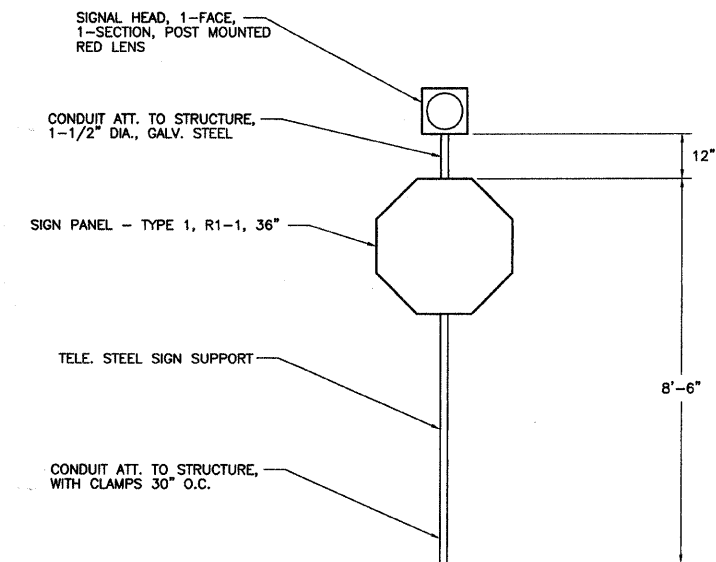 SIGNAL HEAD, 1-FACE,
1-SECTION, POST MOUNTED
RED LENS
CONDUIT ATT. TO STRUCTURE,
1-1/2" DIA., GALV. STEEL
12"
SIGN PANEL - TYPE 1, R1-1, 36"
TELE. STEEL SIGN SUPPORT
8'-6"
CONDUIT ATT. TO STRUCTURE,
WITH CLAMPS 30" O.C.